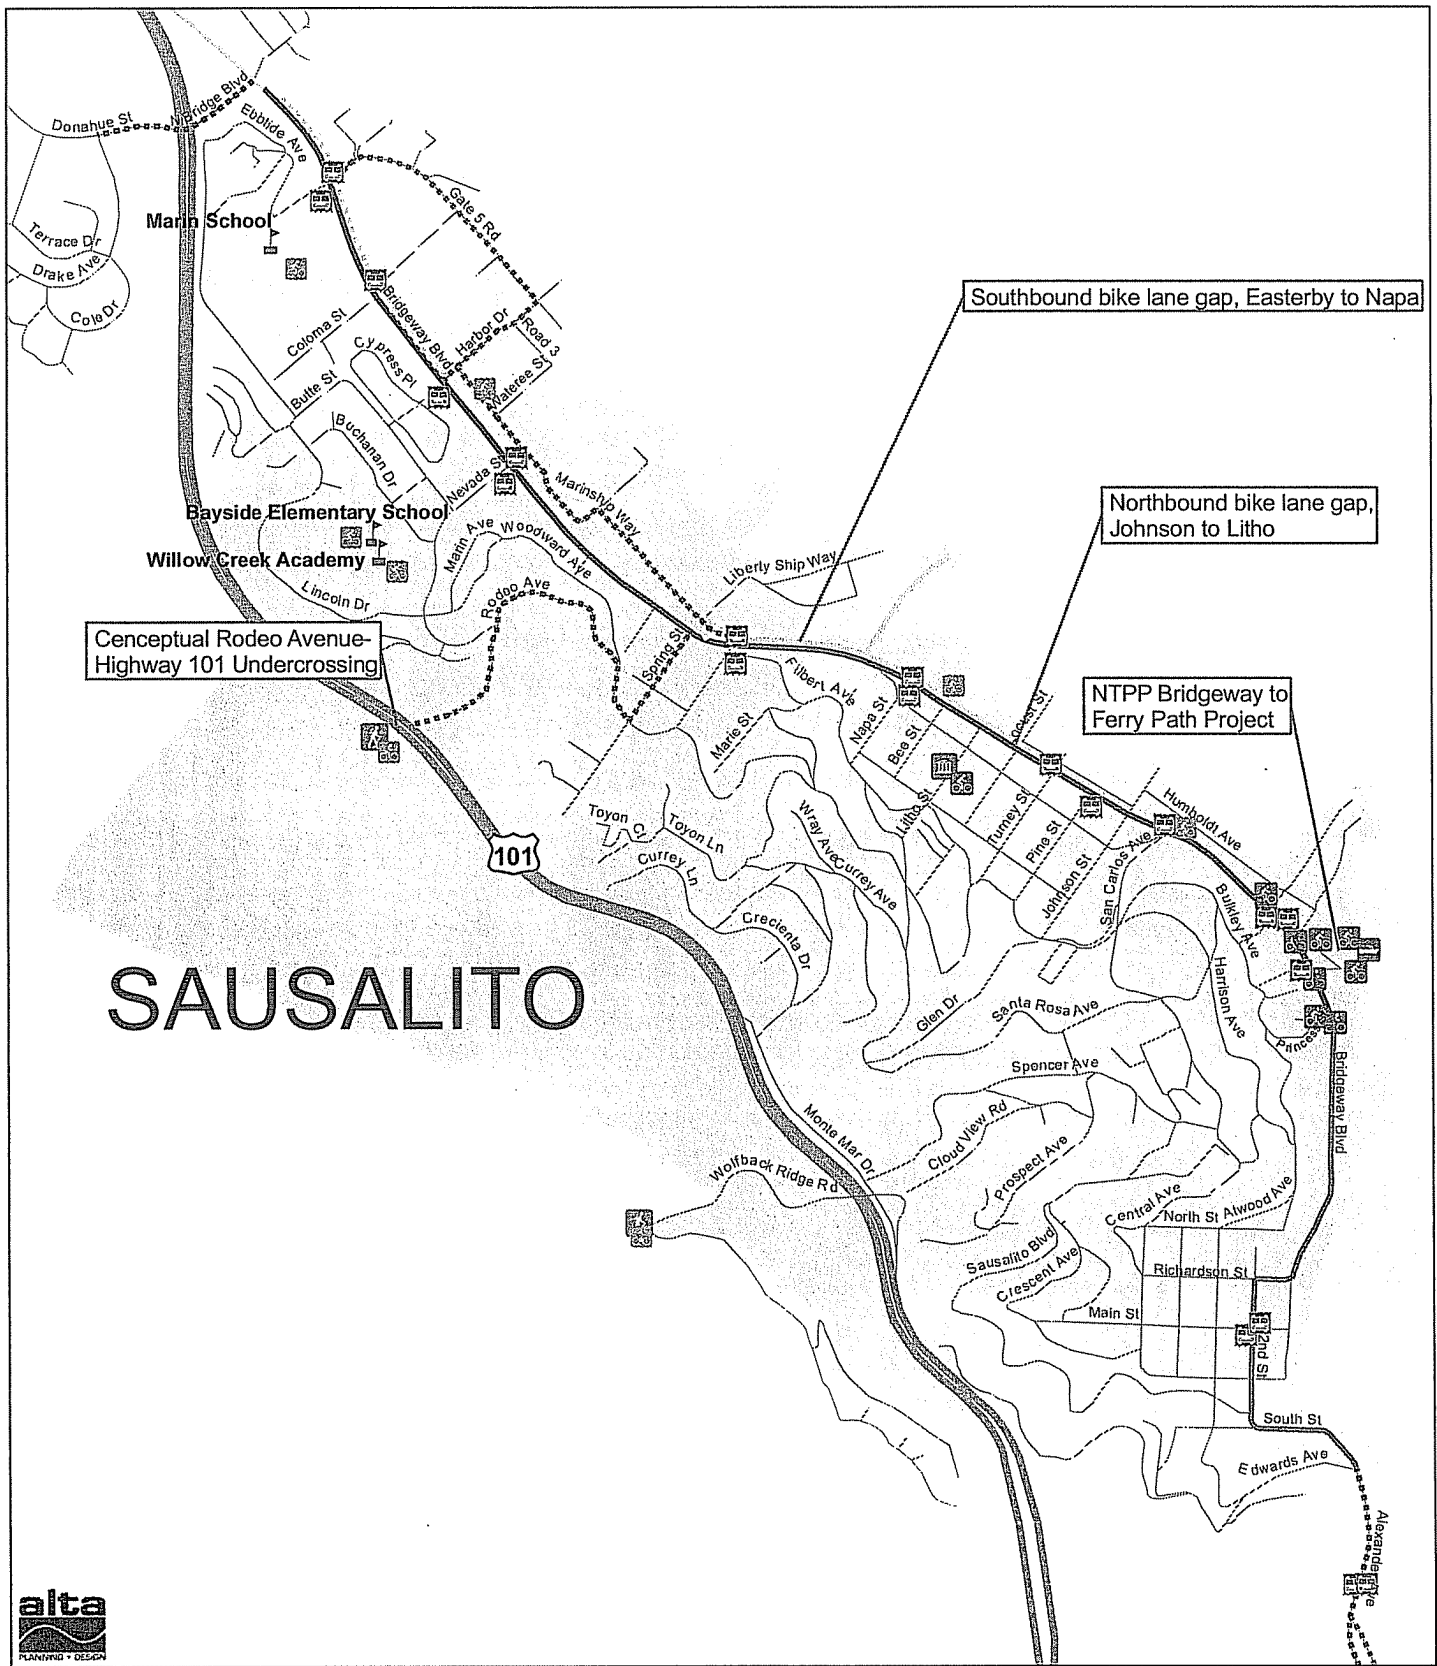 Donahue St
N Bridge Blvd
Ebbtide Ave
Gate 5 Rd
Marin School
Terrace Dr
Drake Ave
Cole Dr
Bridgeway Blvd
Harbor Dr
Road 3
Coloma St
Cypress Pl
Butte St
Buchanan Dr
Southbound bike lane gap, Easterby to Napa
Nevada St
Marinship Way
Northbound bike lane gap,
Johnson to Litho
Bayside Elementary School
Willow Creek Academy
Marin Ave
Woodward Ave
Liberty Ship Way
Lincoln Dr
Rodeo Ave
Cenceptual Rodeo Avenue-
Highway 101 Undercrossing
Spring St
Filbert Ave
NTPP Bridgeway to
Ferry Path Project
Napa St
Bee St
Marie St
Litho St
Turney St
Pine St
Johnson St
San Carlos Ave
Humboldt Ave
Toyon Ct
Toyon Ln
Wray Ave
Currey Ave
Currey Ln
101
Crecienta Dr
Bulkley Ave
Harrison Ave
SAUSALITO
Glen Dr
Santa Rosa Ave
Spencer Ave
Bridgeway Blvd
Monte Mar Dr
Cloud View Rd
Prospect Ave
Wolfback Ridge Rd
Central Ave
North St
Atwood Ave
Sausalito Blvd
Crescent Ave
Richardson St
Main St
2nd St
South St
Edwards Ave
alta
PLANNING + DESIGN